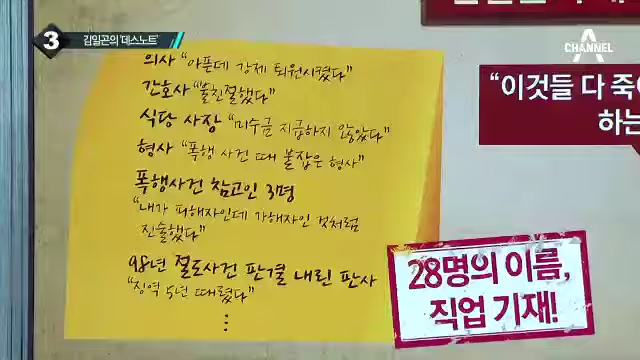 3 김일곤의 '데스노트'
CHANNEL A
의사 "아픈데 강제 퇴원시켰다"
간호사 "불친절했다"
식당 사장 "미수금 지급하지 않았다"
형사 "폭행 사건 때 붙잡은 형사"
폭행사건 참고인 3명
"내가 피해자인데 가해자인 것처럼
진술했다"
98년 절도사건 판결 내린 판사
"징역 5년 때렸다"
"이것들 다 죽
하는
28명의 이름,
직업 기재!